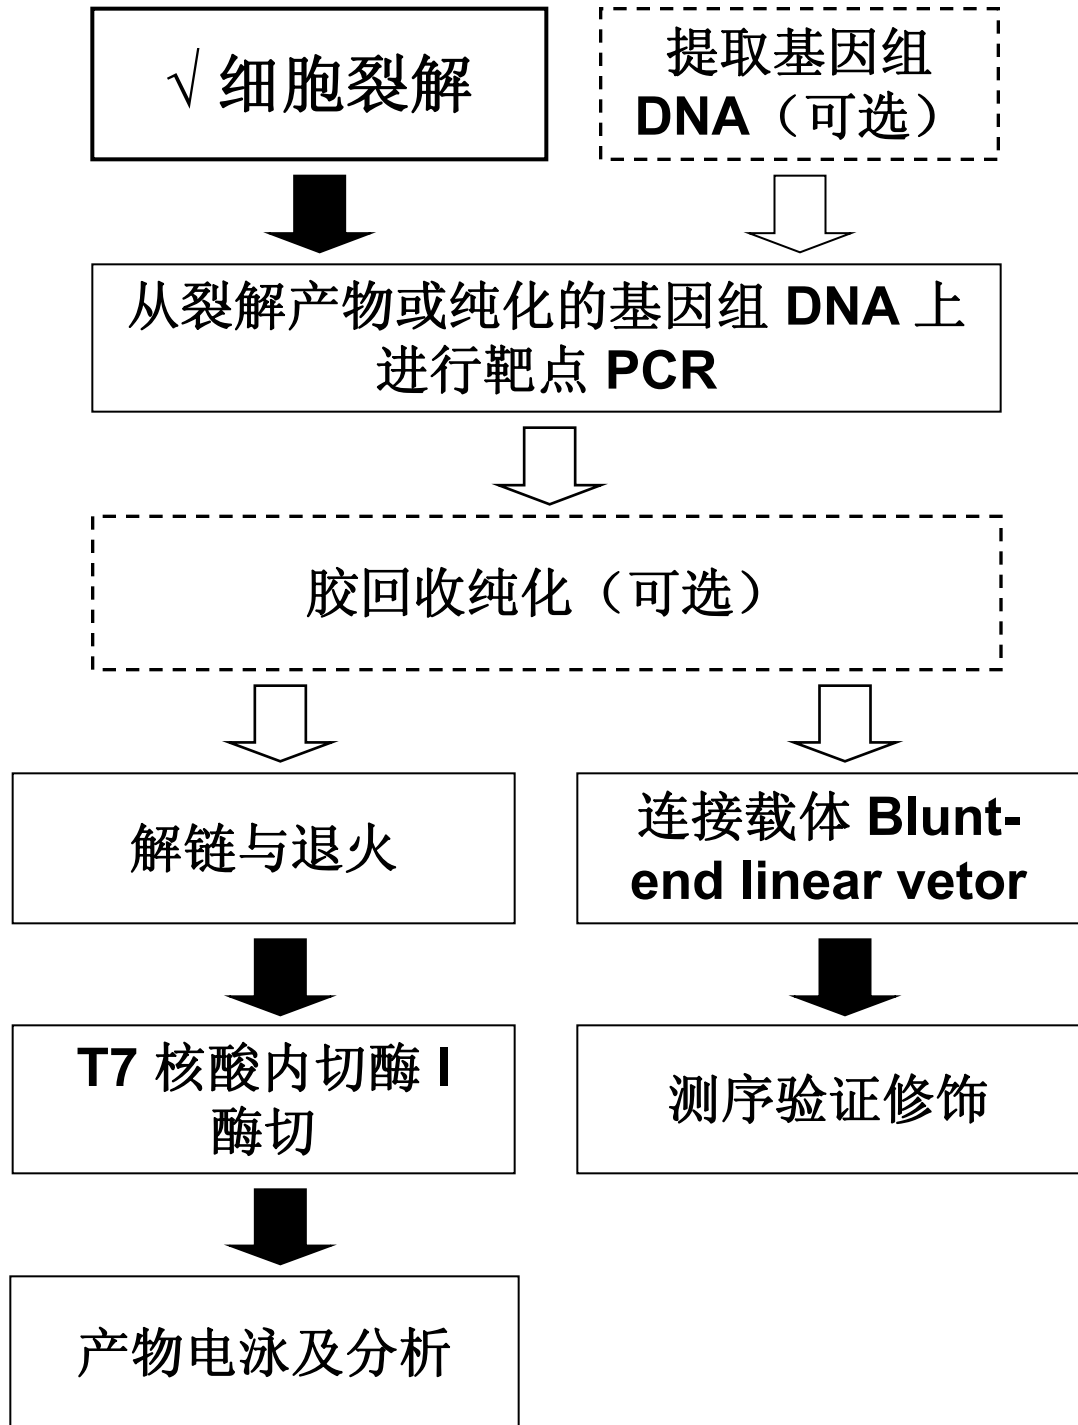 √ 细胞裂解
提取基因组
DNA（可选）
从裂解产物或纯化的基因组 DNA 上
进行靶点 PCR
胶回收纯化（可选）
解链与退火
连接载体 Blunt-
end linear vetor
T7 核酸内切酶 I
酶切
测序验证修饰
产物电泳及分析